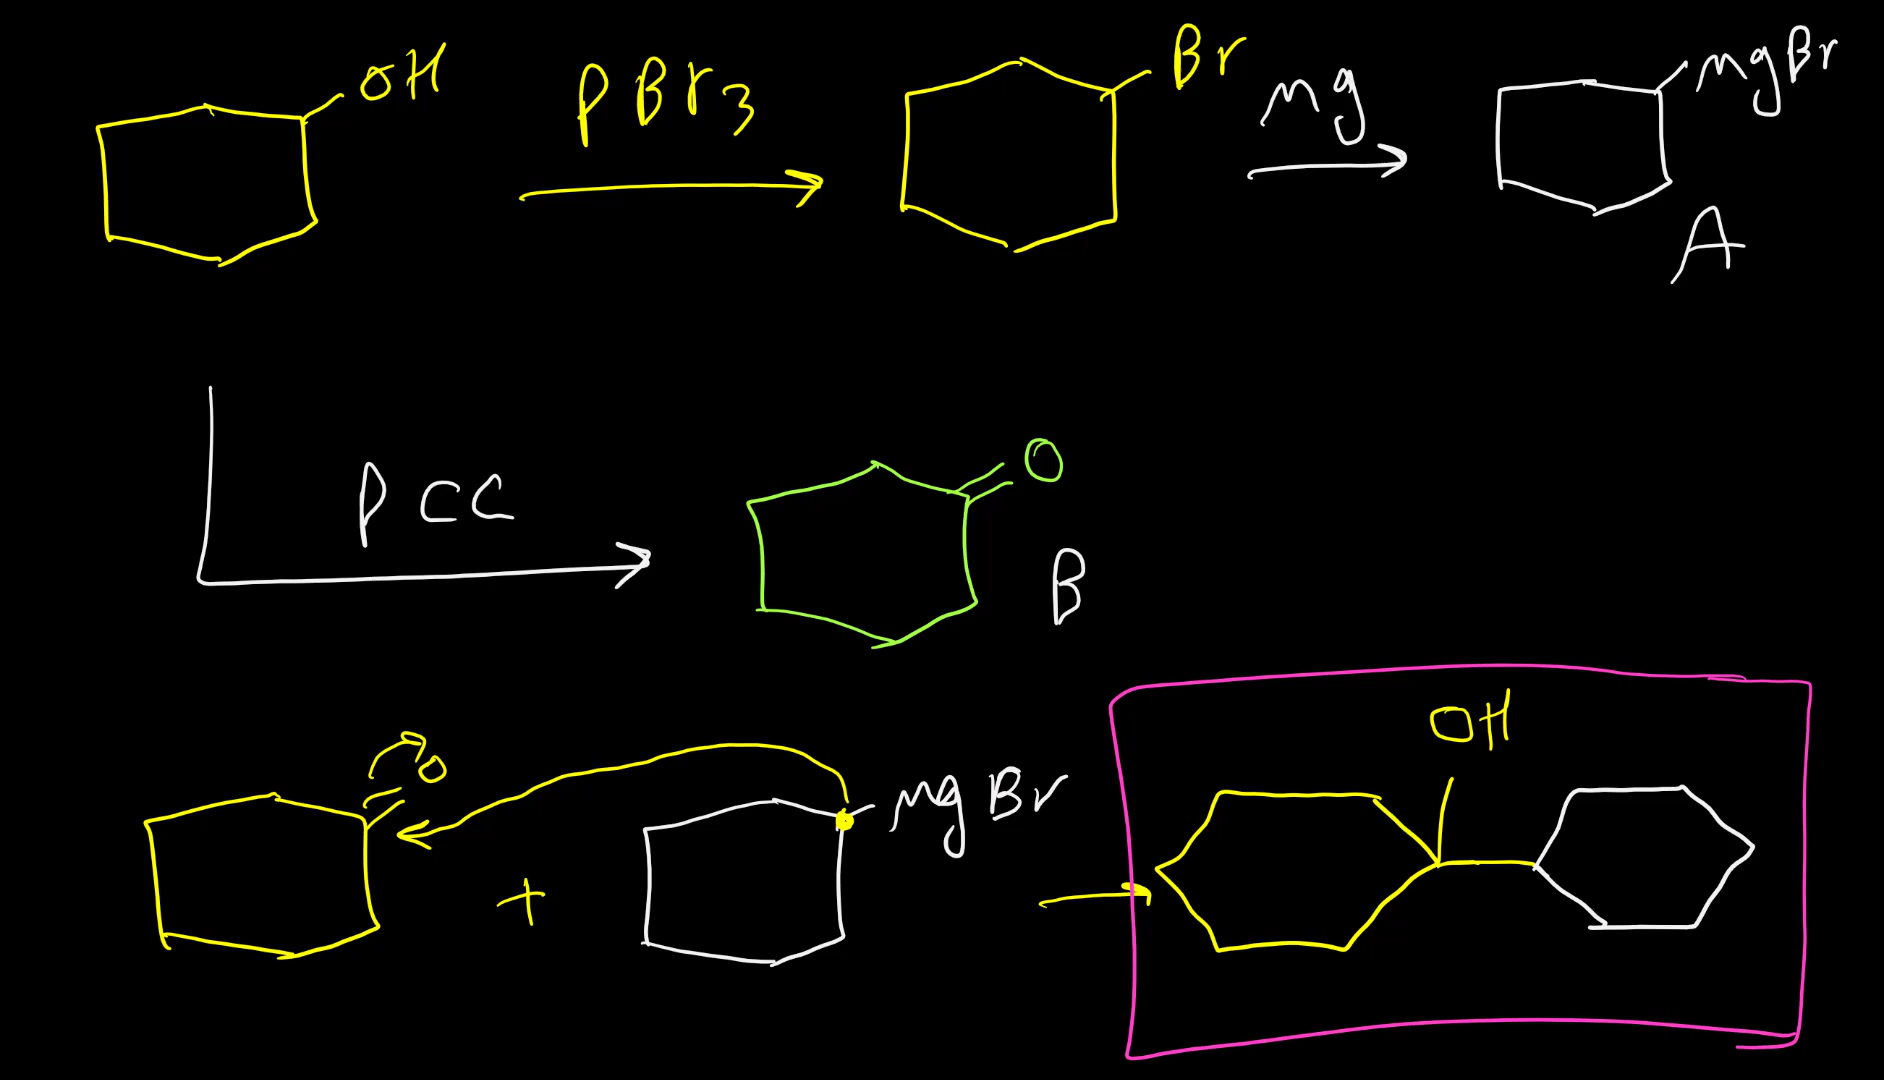 OH PBr3 Br Mg MgBr
A
PCC O
B
O + MgBr OH